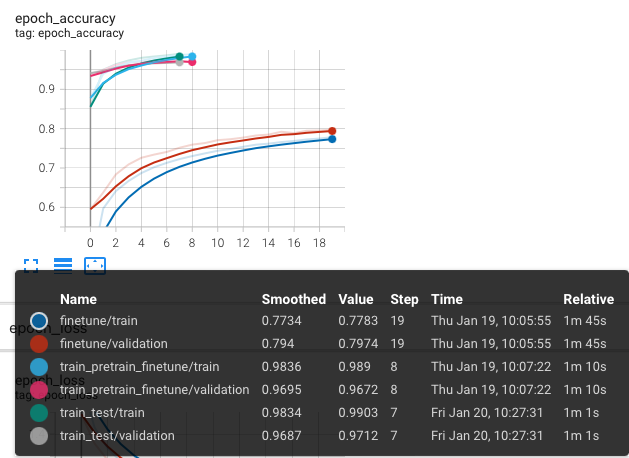 epoch_accuracy
tag: epoch_accuracy
0.9
0.8
0.7
0.6
0 2 4 6 8 10 12 14 16 18
Name Smoothed Value Step Time Relative
finetune/train 0.7734 0.7783 19 Thu Jan 19, 10:05:55 1m 45s
epoch_loss
finetune/validation 0.794 0.7974 19 Thu Jan 19, 10:05:55 1m 45s
train_pretrain_finetune/train 0.9836 0.989 8 Thu Jan 19, 10:07:22 1m 10s
epoch_loss
train_pretrain_finetune/validation 0.9695 0.9672 8 Thu Jan 19, 10:07:22 1m 10s
tag: epoch_loss
train_test/train 0.9834 0.9903 7 Fri Jan 20, 10:27:31 1m 1s
train_test/validation 0.9687 0.9712 7 Fri Jan 20, 10:27:31 1m 1s